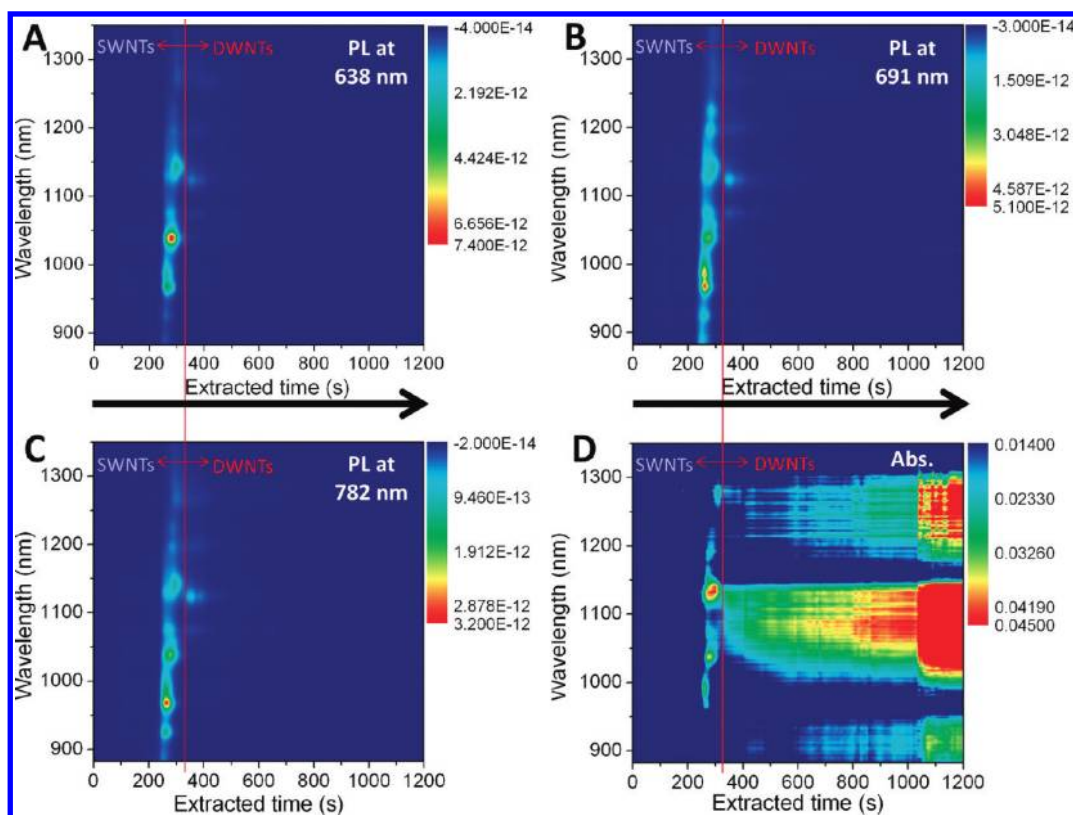 A
SWNTs
DWNTs
PL at
638 nm
1300
1200
1100
1000
900
Wavelength (nm)
0 200 400 600 800 1000 1200
Extracted time (s)
-4.000E-14
2.192E-12
4.424E-12
6.656E-12
7.400E-12
B
SWNTs
DWNTs
PL at
691 nm
1300
1200
1100
1000
900
Wavelength (nm)
0 200 400 600 800 1000 1200
Extracted time (s)
-3.000E-14
1.509E-12
3.048E-12
4.587E-12
5.100E-12
C
SWNTs
DWNTs
PL at
782 nm
1300
1200
1100
1000
900
Wavelength (nm)
0 200 400 600 800 1000 1200
Extracted time (s)
-2.000E-14
9.460E-13
1.912E-12
2.878E-12
3.200E-12
D
SWNTs
DWNTs
Abs.
1300
1200
1100
1000
900
Wavelength (nm)
0 200 400 600 800 1000 1200
Extracted time (s)
0.01400
0.02330
0.03260
0.04190
0.04500